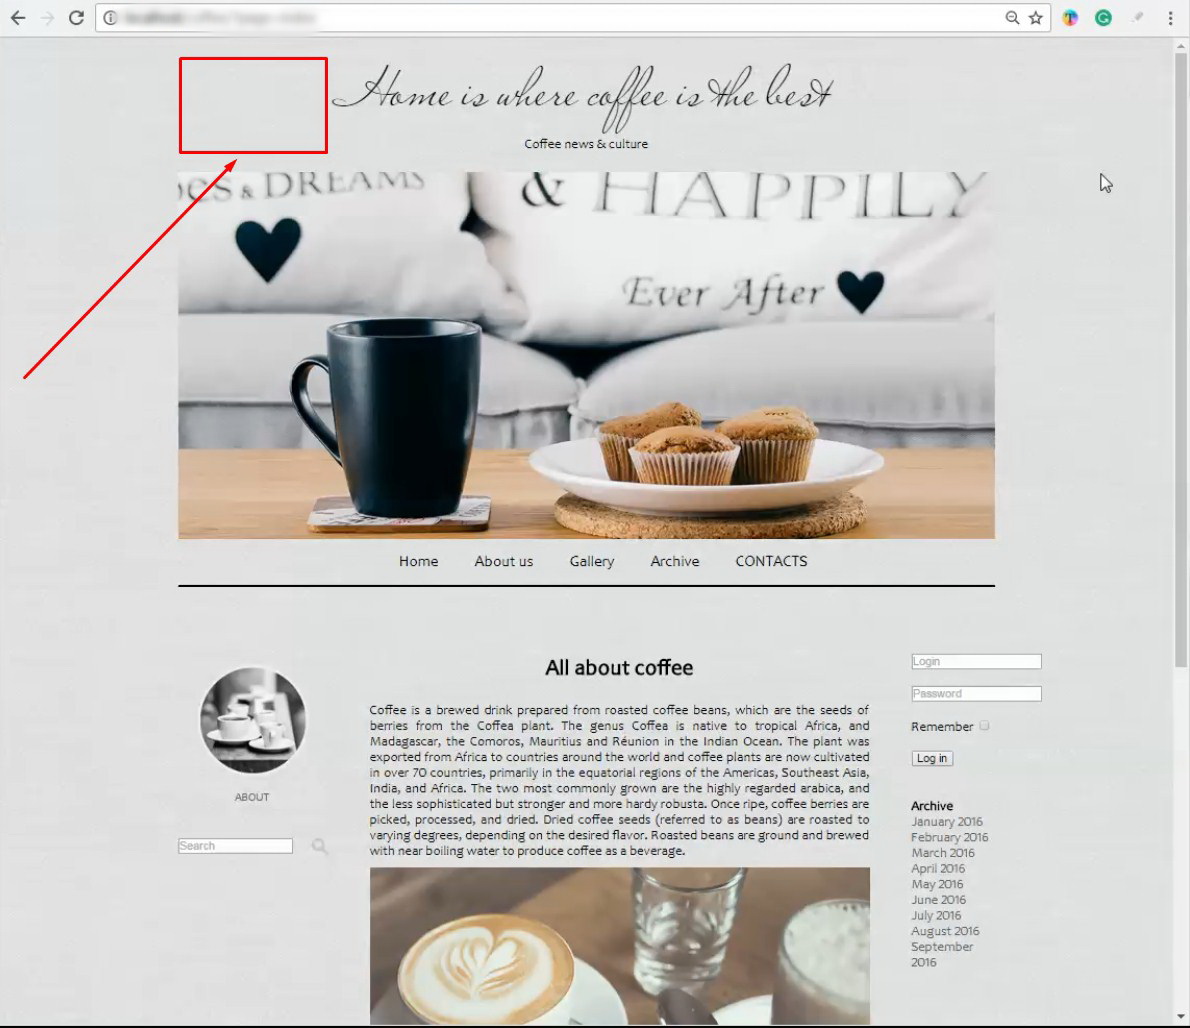 Home is where coffee is the best
Coffee news & culture
& DREAMS
& HAPPILY
Ever After
Home About us Gallery Archive CONTACTS
All about coffee
Coffee is a brewed drink prepared from roasted coffee beans, which are the seeds of
berries from the Coffea plant. The genus Coffea is native to tropical Africa, and
Madagascar, the Comoros, Mauritius and Réunion in the Indian Ocean. The plant was
exported from Africa to countries around the world and coffee plants are now cultivated
in over 70 countries, primarily in the equatorial regions of the Americas, Southeast Asia,
India, and Africa. The two most commonly grown are the highly regarded arabica, and
the less sophisticated but stronger and more hardy robusta. Once ripe, coffee berries are
picked, processed, and dried. Dried coffee seeds (referred to as beans) are roasted to
varying degrees, depending on the desired flavor. Roasted beans are ground and brewed
with near boiling water to produce coffee as a beverage.
ABOUT
Search
Login
Password
Remember
Log in
Archive
January 2016
February 2016
March 2016
April 2016
May 2016
June 2016
July 2016
August 2016
September
2016